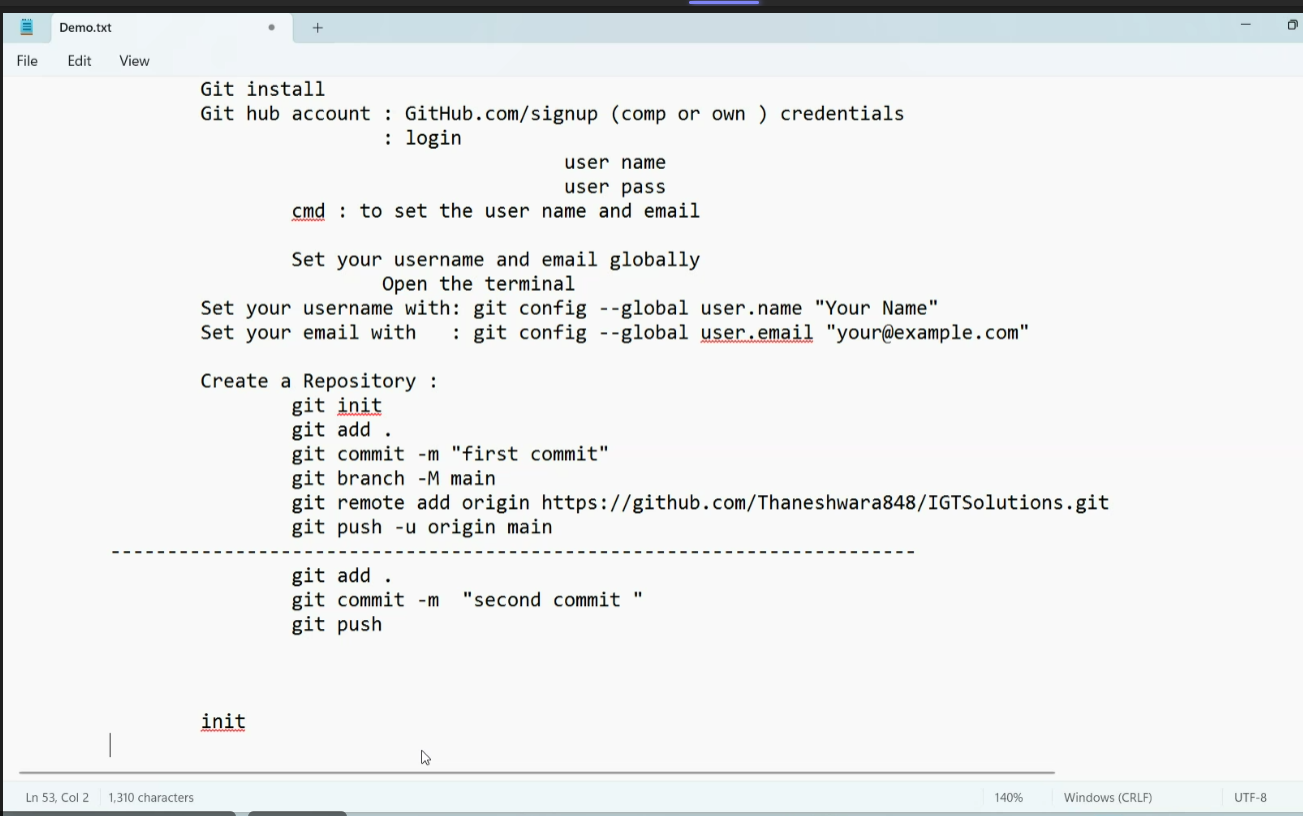 Demo.txt
File Edit View
Git install
Git hub account : GitHub.com/signup (comp or own ) credentials
: login
user name
user pass
cmd : to set the user name and email
Set your username and email globally
Open the terminal
Set your username with: git config --global user.name "Your Name"
Set your email with : git config --global user.email "your@example.com"
Create a Repository :
git init
git add .
git commit -m "first commit"
git branch -M main
git remote add origin https://github.com/Thaneshwara848/IGTSolutions.git
git push -u origin main
-----------------------------------------------------------------------
git add .
git commit -m "second commit "
git push
init
Ln 53, Col 2 1,310 characters 140% Windows (CRLF) UTF-8